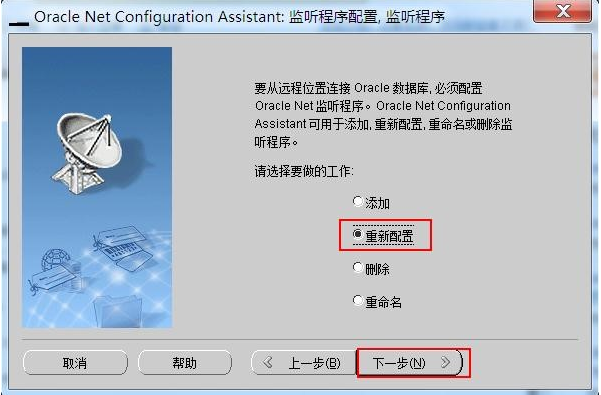 Oracle Net Configuration Assistant: 监听程序配置, 监听程序
要从远程位置连接 Oracle 数据库, 必须配置
Oracle Net 监听程序。Oracle Net Configuration
Assistant 可用于添加, 重新配置, 重命名或删除监
听程序。
请选择要做的工作:
添加
重新配置
删除
重命名
取消
帮助
上一步(B)
下一步(N)